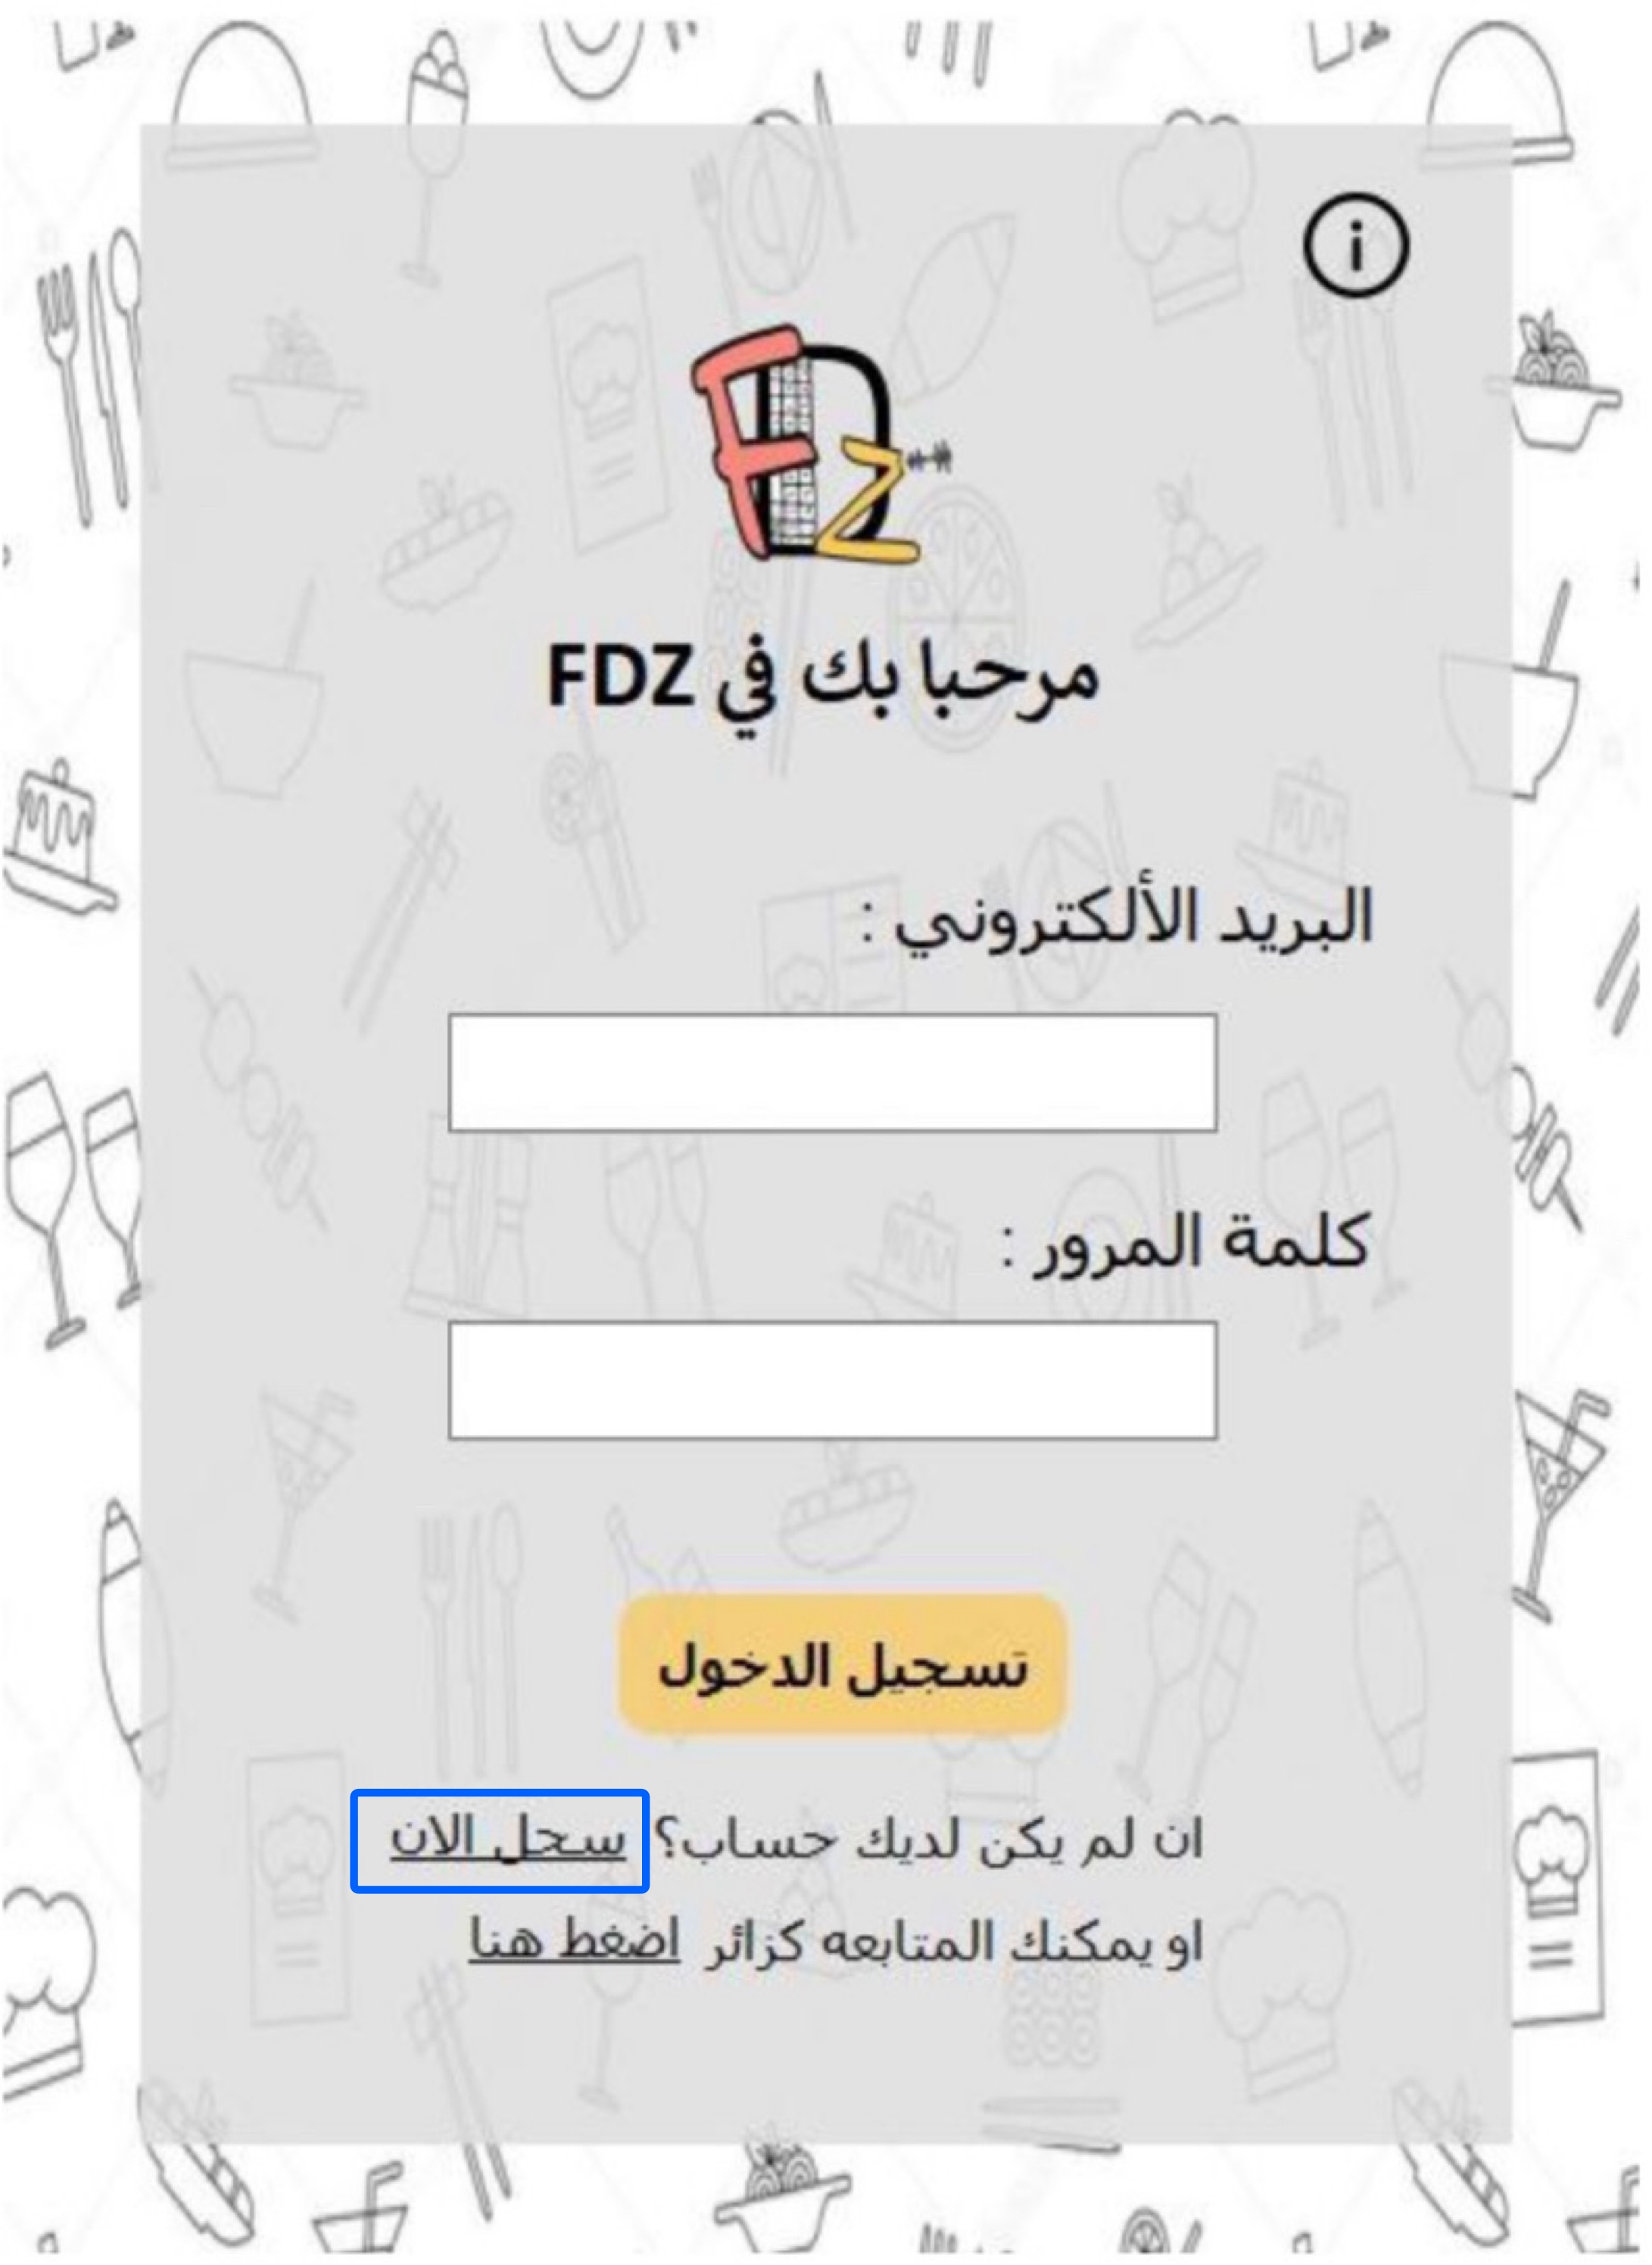 i
FDZ
مرحبا بك في FDZ
البريد الألكتروني :
كلمة المرور :
تسجيل الدخول
ان لم يكن لديك حساب؟ سجل الان
او يمكنك المتابعه كزائر اضغط هنا